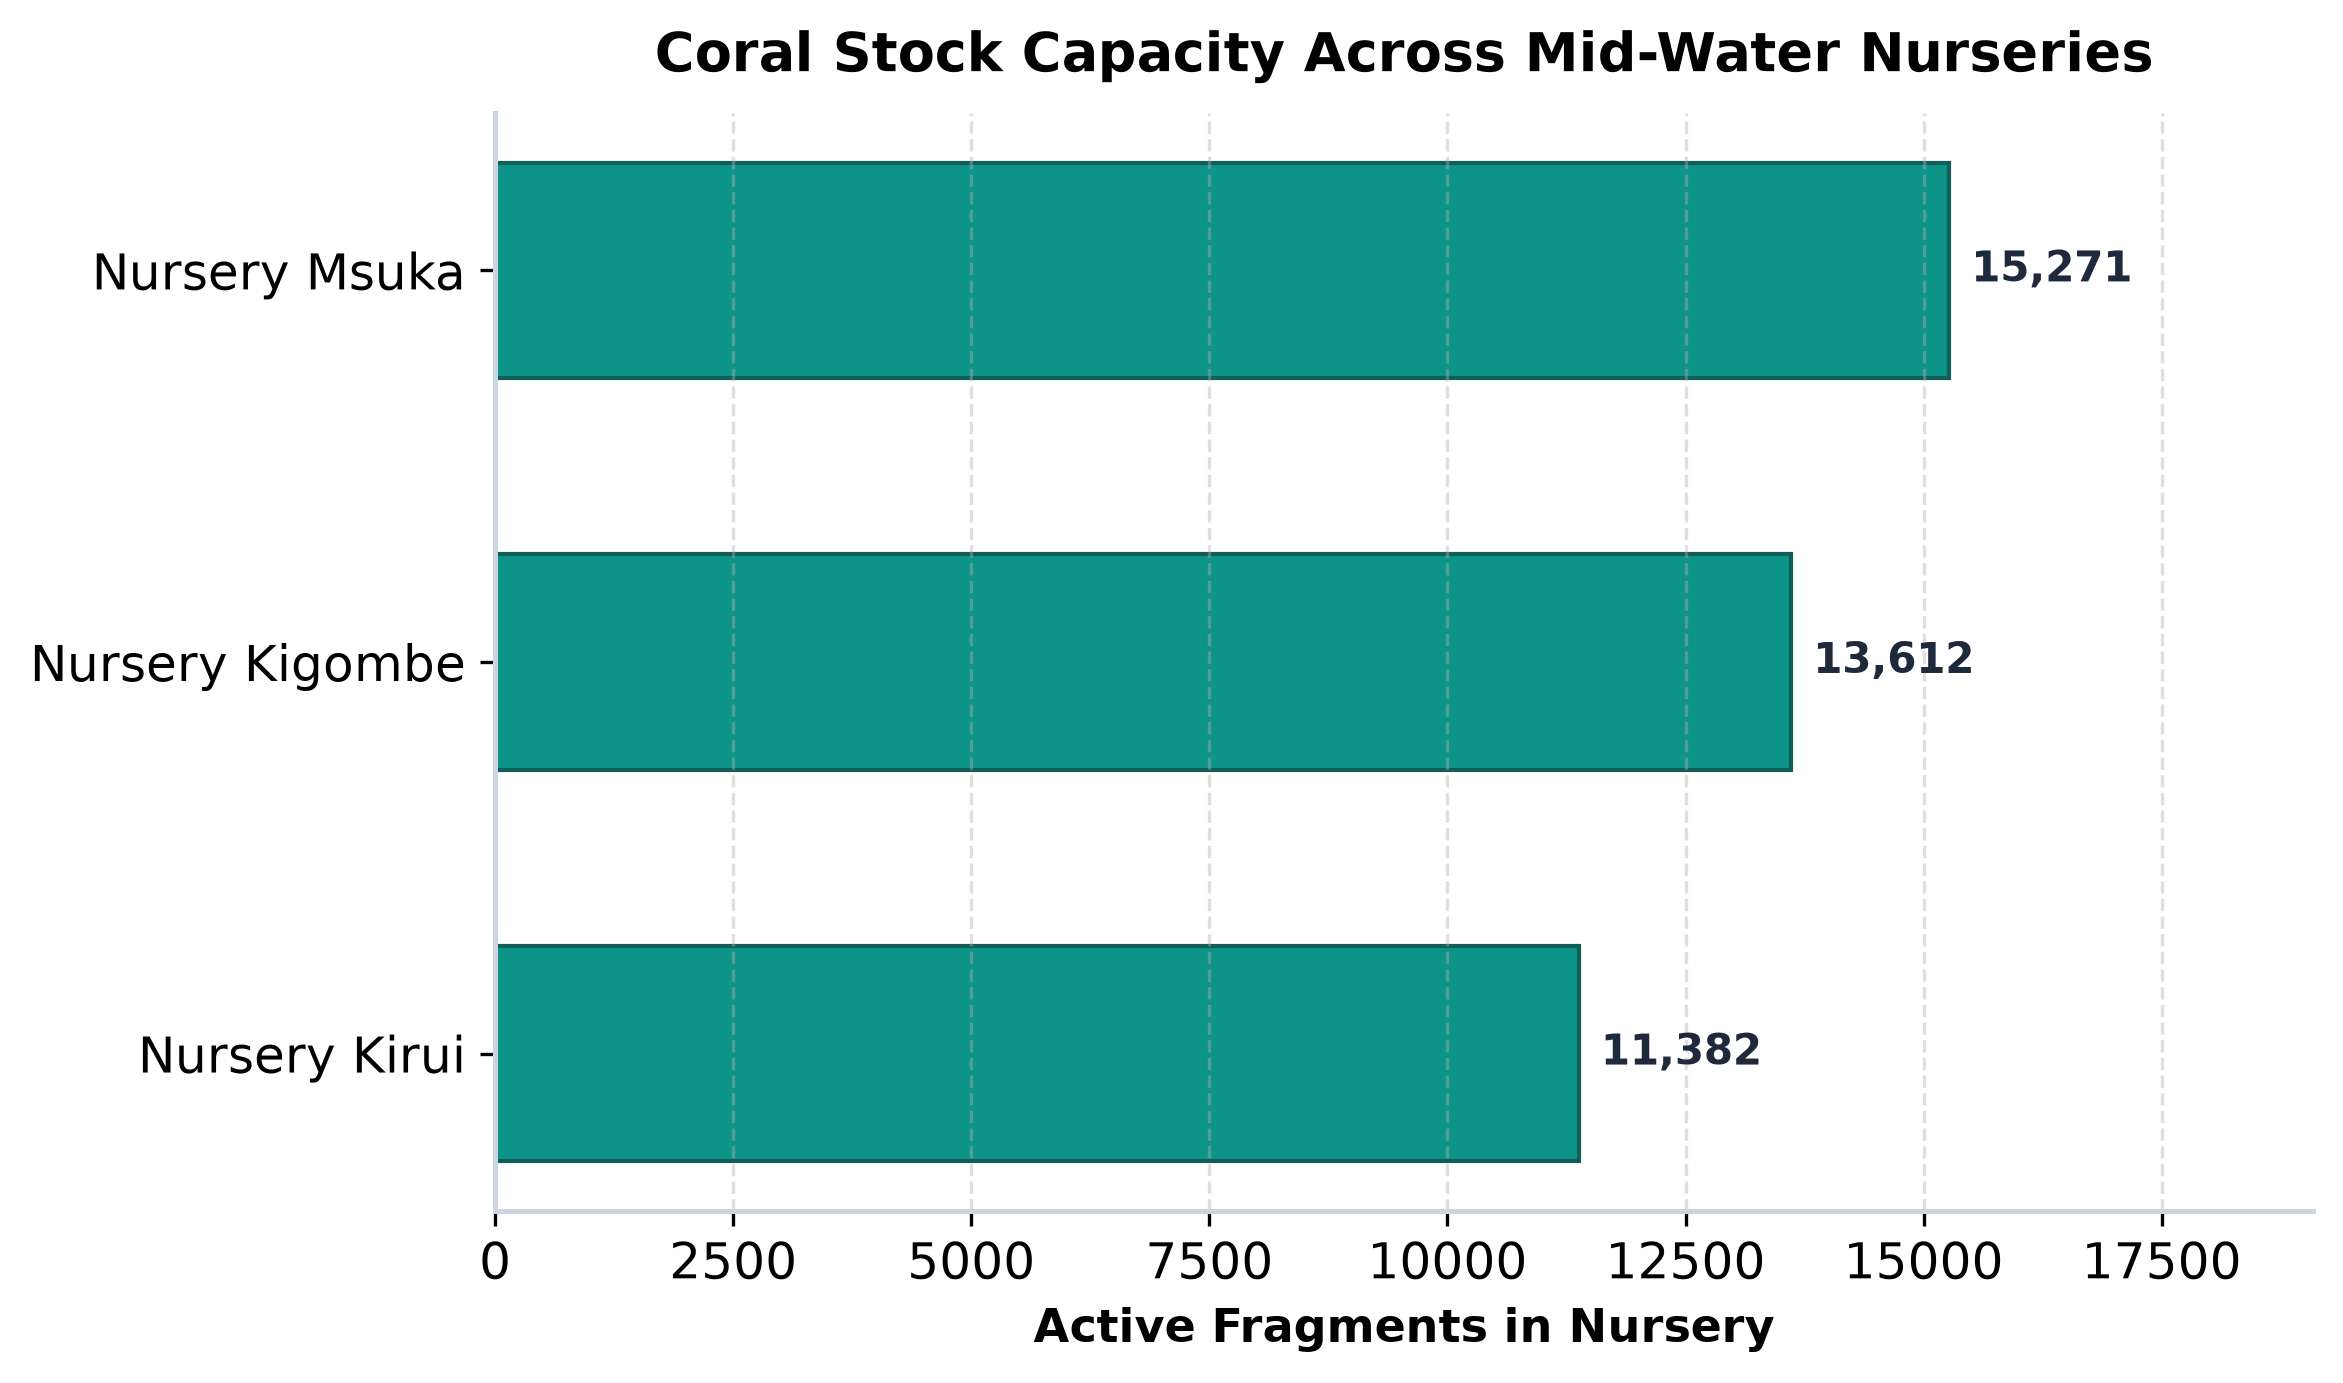 Coral Stock Capacity Across Mid-Water Nurseries
Nursery Msuka
15,271
Nursery Kigombe
13,612
Nursery Kirui
11,382
0 2500 5000 7500 10000 12500 15000 17500
Active Fragments in Nursery